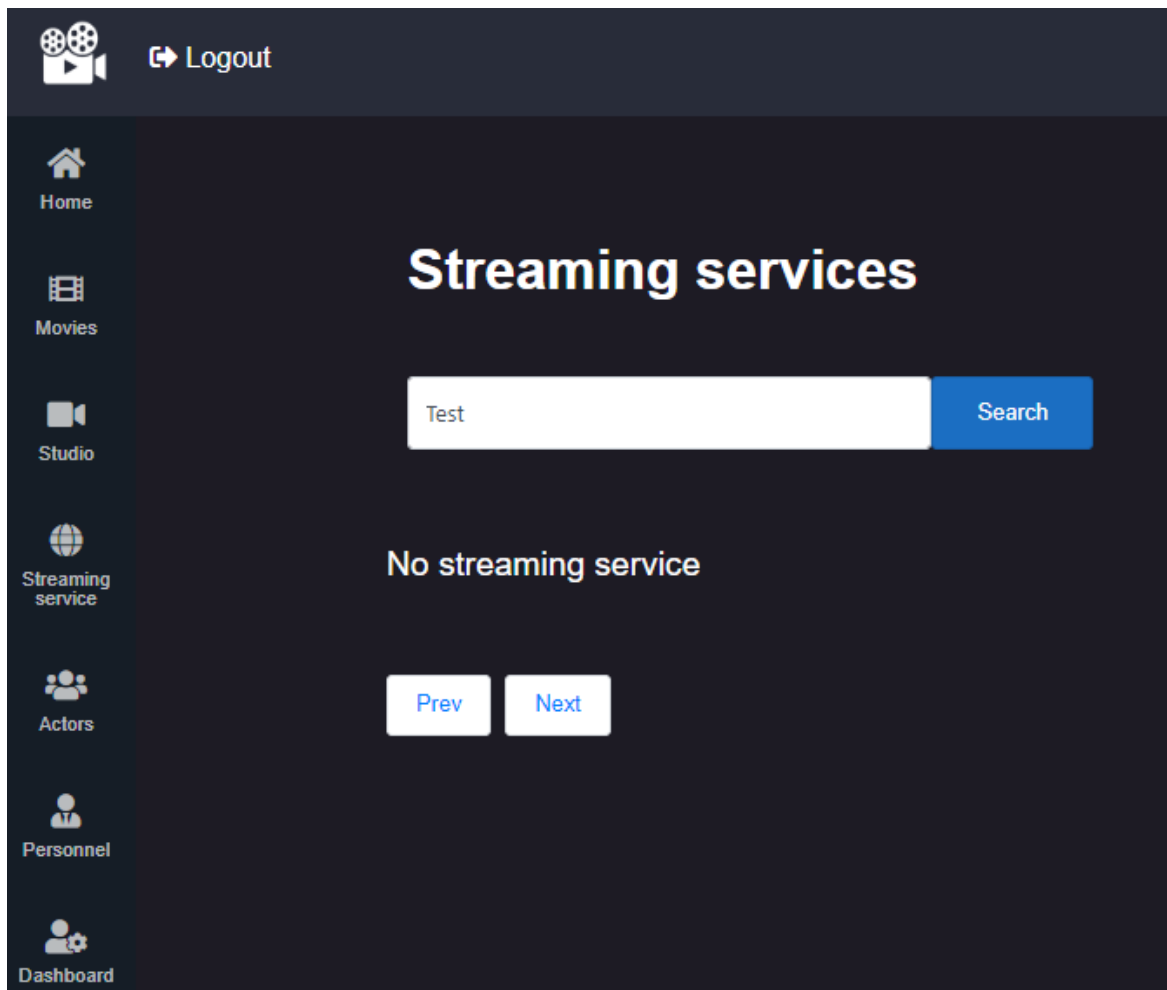 Logout
Home
Movies
Studio
Streaming
service
Actors
Personnel
Dashboard
Streaming services
Test
Search
No streaming service
Prev
Next